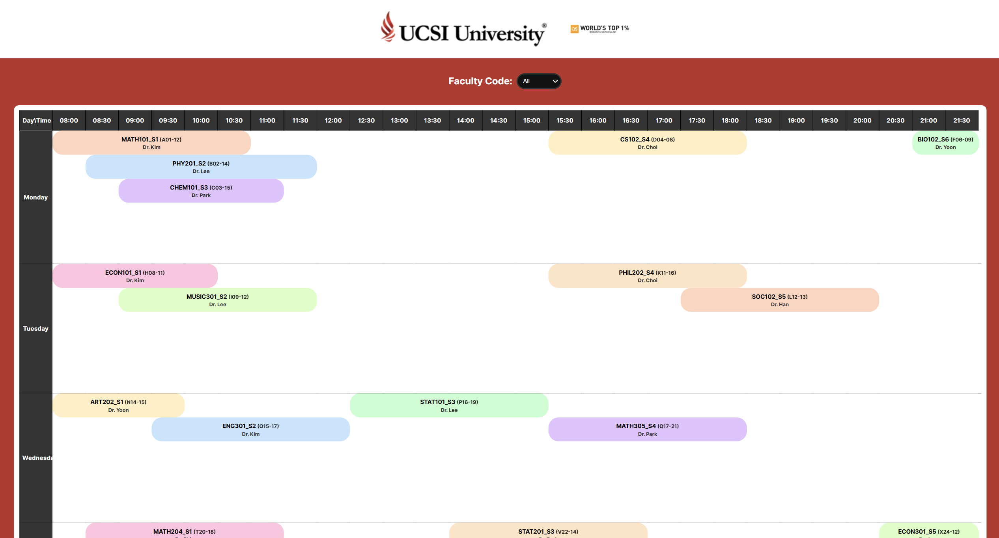 UCSI University®
QS WORLD'S TOP 1%
QS World University Rankings 2025
Faculty Code: All
Day\Time 08:00 08:30 09:00 09:30 10:00 10:30 11:00 11:30 12:00 12:30 13:00 13:30 14:00 14:30 15:00 15:30 16:00 16:30 17:00 17:30 18:00 18:30 19:00 19:30 20:00 20:30 21:00 21:30
Monday
MATH101_S1 (A01-12)
Dr. Kim
CS102_S4 (D04-08)
Dr. Choi
BIO102_S6 (F06-09)
Dr. Yoon
PHY201_S2 (B02-14)
Dr. Lee
CHEM101_S3 (C03-15)
Dr. Park
Tuesday
ECON101_S1 (H08-11)
Dr. Kim
PHIL202_S4 (K11-16)
Dr. Choi
MUSIC301_S2 (I09-12)
Dr. Lee
SOC102_S5 (L12-13)
Dr. Han
Wednesda
ART202_S1 (N14-15)
Dr. Yoon
STAT101_S3 (P16-19)
Dr. Lee
ENG301_S2 (O15-17)
Dr. Kim
MATH305_S4 (Q17-21)
Dr. Park
MATH204_S1 (T20-18)
STAT201_S3 (V22-14)
ECON301_S5 (X24-12)